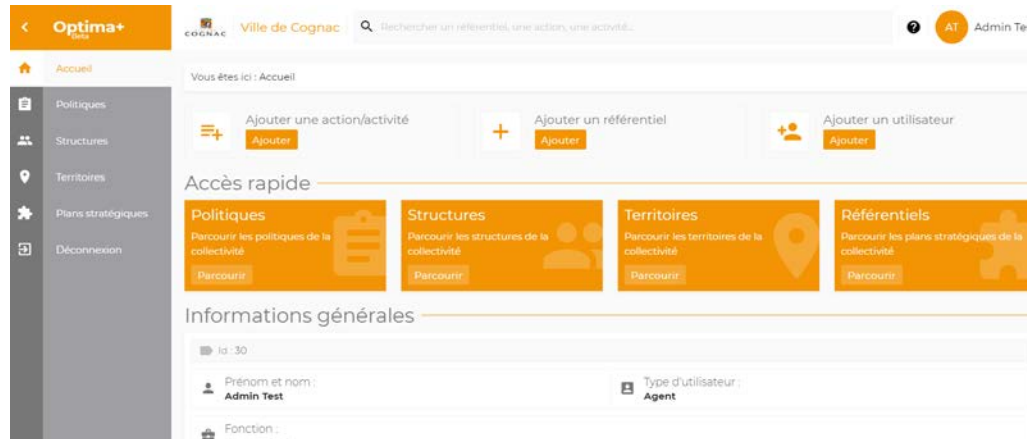 Optima+
Beta
COGNAC
Ville de Cognac
Rechercher un référentiel, une action, une activité...
AT
Admin Te
Accueil
Politiques
Structures
Territoires
Plans stratégiques
Déconnexion
Vous êtes ici : Accueil
Ajouter une action/activité
Ajouter
Ajouter un référentiel
Ajouter
Ajouter un utilisateur
Ajouter
Accès rapide
Politiques
Parcourir les politiques de la
collectivité
Parcourir
Structures
Parcourir les structures de la
collectivité
Parcourir
Territoires
Parcourir les territoires de la
collectivité
Parcourir
Référentiels
Parcourir les plans stratégiques de la
collectivité
Parcourir
Informations générales
Id : 30
Prénom et nom :
Admin Test
Type d'utilisateur :
Agent
Fonction :